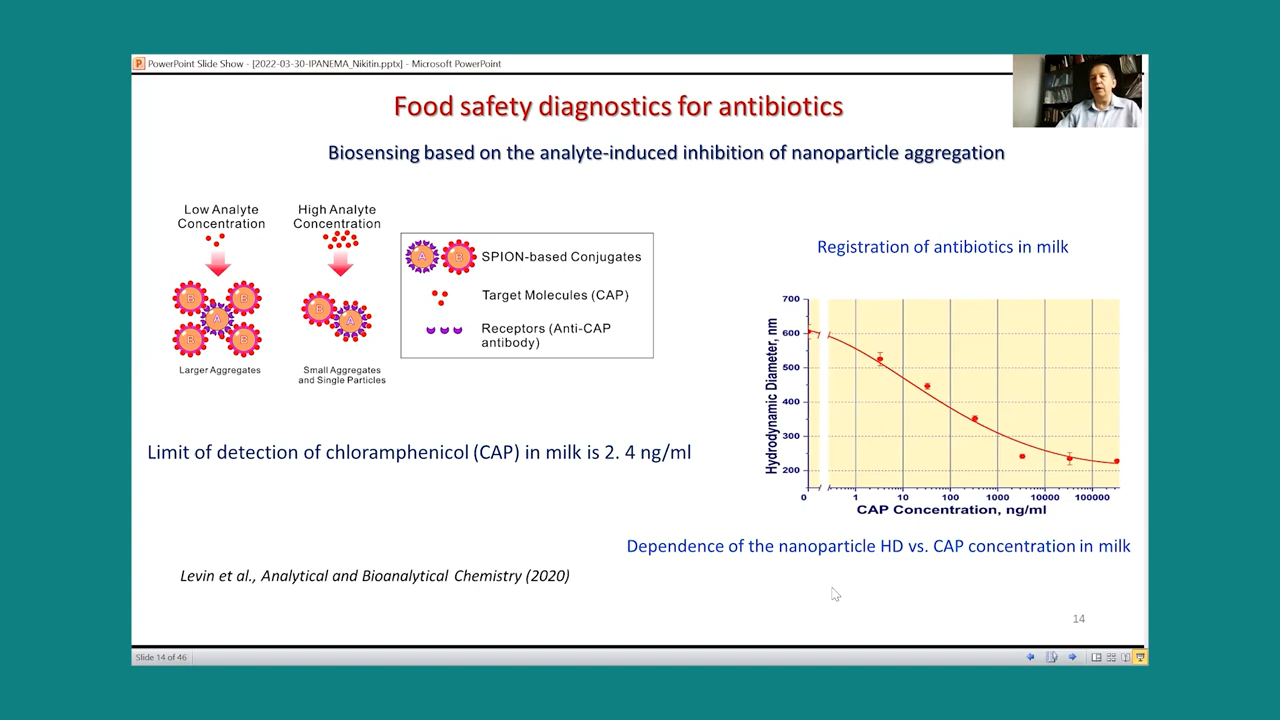 PowerPoint Slide Show - [2022-03-30-IPANEMA_Nikitin.pptx] - Microsoft PowerPoint
Food safety diagnostics for antibiotics
Biosensing based on the analyte-induced inhibition of nanoparticle aggregation
Low Analyte
Concentration
High Analyte
Concentration
B
B
A
B
B
B
A
Larger Aggregates
Small Aggregates
and Single Particles
A
B
SPION-based Conjugates
Target Molecules (CAP)
Receptors (Anti-CAP
antibody)
Registration of antibiotics in milk
Hydrodynamic Diameter, nm
700
600
500
400
300
200
0 1 10 100 1000 10000 100000
CAP Concentration, ng/ml
Limit of detection of chloramphenicol (CAP) in milk is 2. 4 ng/ml
Dependence of the nanoparticle HD vs. CAP concentration in milk
Levin et al., Analytical and Bioanalytical Chemistry (2020)
14
Slide 14 of 46